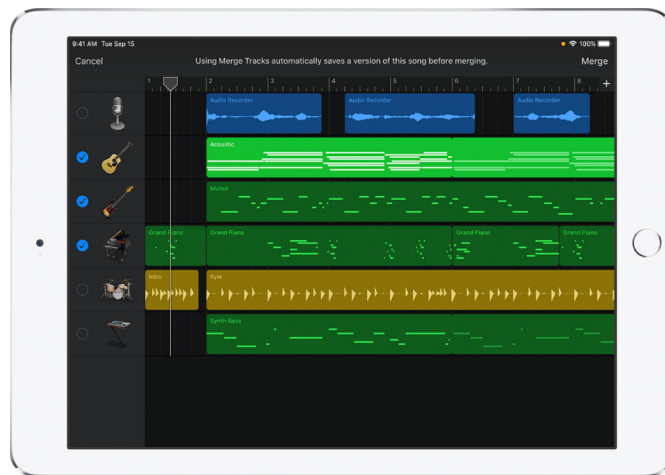 9:41 AM Tue Sep 15
100%
Cancel
Using Merge Tracks automatically saves a version of this song before merging.
Merge
1 2 3 4 5 6 7 8 +
Audio Recorder Audio Recorder Audio Recorder
Acoustic
Muted
Grand Piano Grand Piano Grand Piano Grand Piano
Intro Kyle
Synth Bass